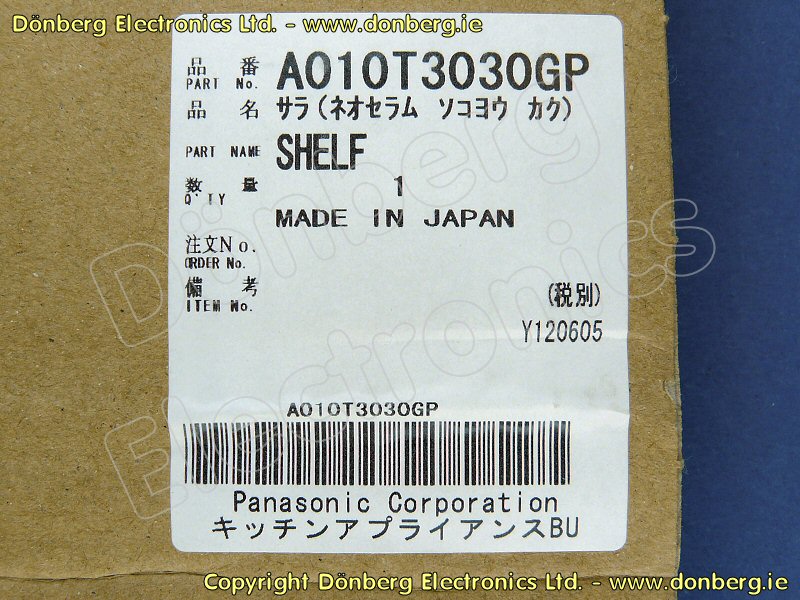 Dönberg Electronics Ltd. - www.donberg.ie
品 番 A010T3030GP
PART No.
品 名 サラ(ネオセラム ソコヨウ カク)
PART NAME SHELF
数 量 1
Q'TY
MADE IN JAPAN
注文No.
ORDER No.
備 考 (税別)
ITEM No.
Y120605
Dönberg Electronics
A010T3030GP
Panasonic Corporation
キッチンアプライアンスBU
Copyright Dönberg Electronics Ltd. - www.donberg.ie